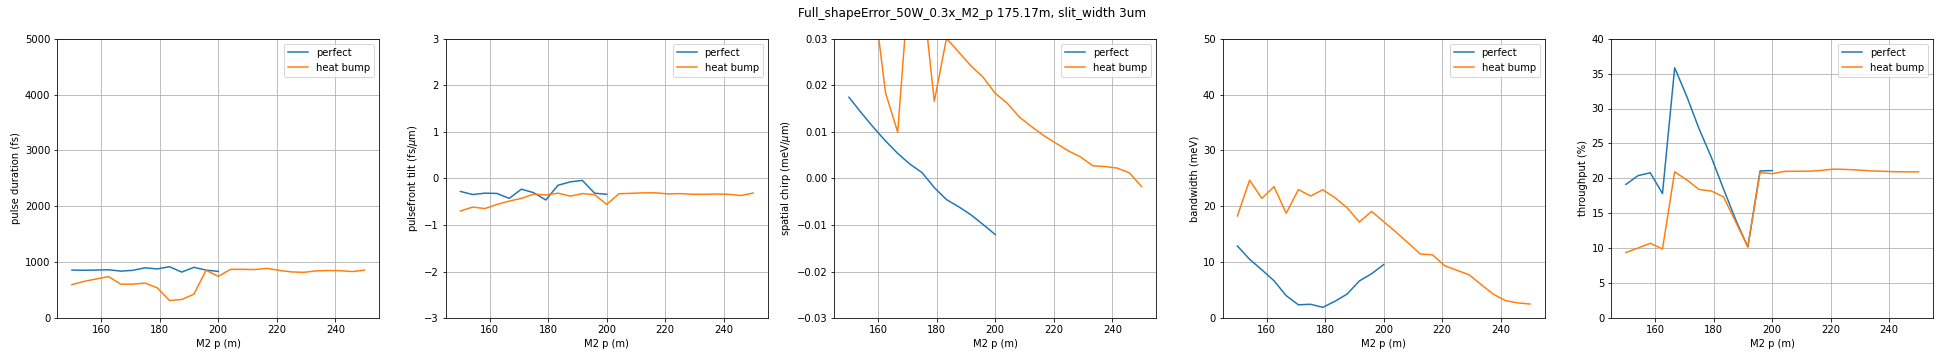 Full_shapeError_50W_0.3x_M2_p 175.17m, slit_width 3um
pulse duration (fs)
5000
4000
3000
2000
1000
0
160 180 200 220 240
M2 p (m)
perfect
heat bump
pulsefront tilt (fs/μm)
3
2
1
0
−1
−2
−3
160 180 200 220 240
M2 p (m)
perfect
heat bump
spatial chirp (meV/μm)
0.03
0.02
0.01
0.00
−0.01
−0.02
−0.03
160 180 200 220 240
M2 p (m)
perfect
heat bump
bandwidth (meV)
50
40
30
20
10
0
160 180 200 220 240
M2 p (m)
perfect
heat bump
throughput (%)
40
35
30
25
20
15
10
5
0
160 180 200 220 240
M2 p (m)
perfect
heat bump